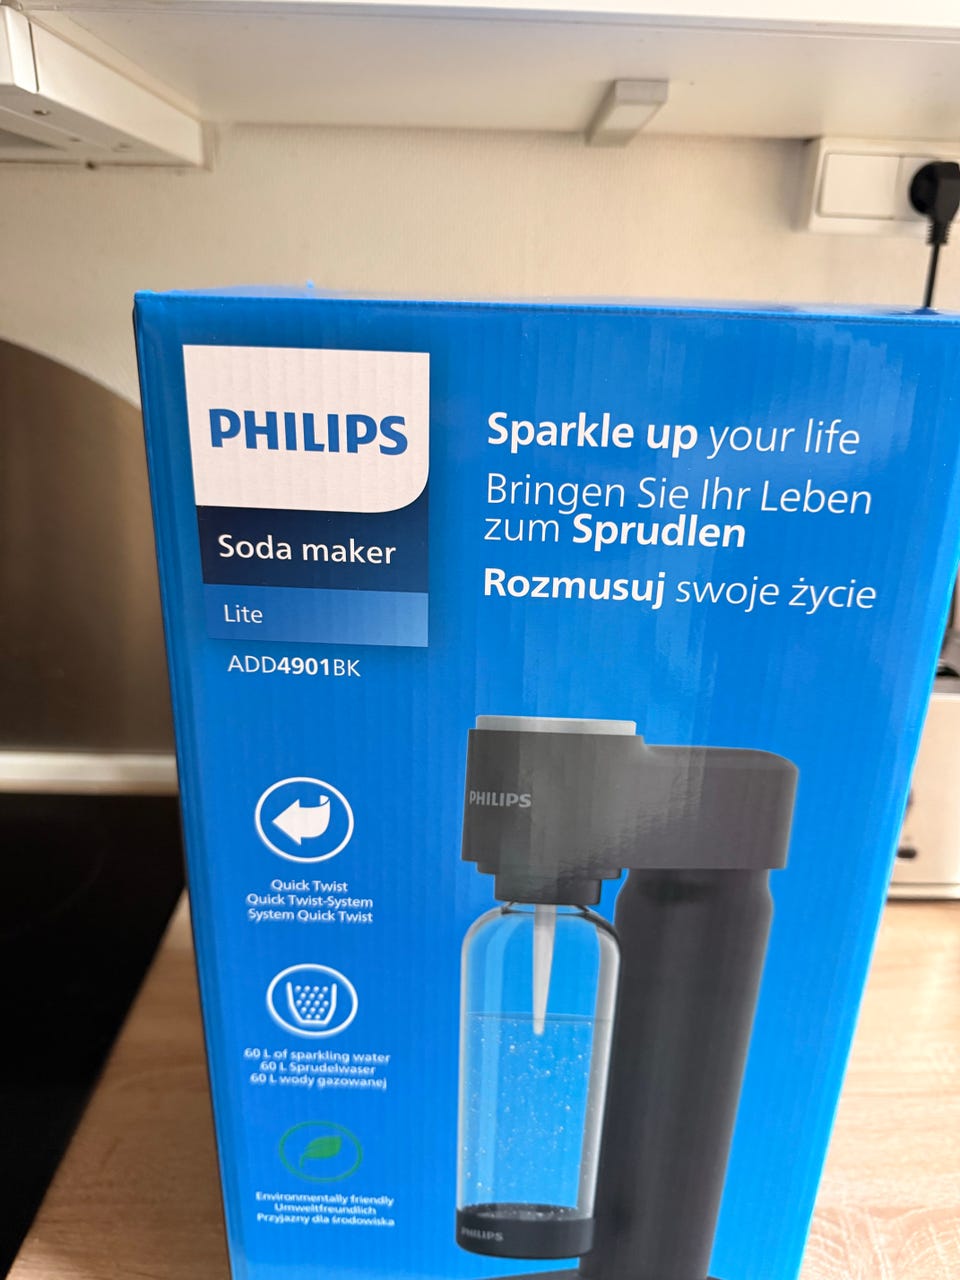 PHILIPS
Soda maker
Lite
ADD4901BK
Sparkle up your life
Bringen Sie Ihr Leben
zum Sprudlen
Rozmusuj swoje życie
PHILIPS
Quick Twist
Quick Twist-System
System Quick Twist
60 L of sparkling water
60 L Sprudelwaser
60 L wody gazowanej
Environmentally friendly
Umweltfreundlich
Przyjazny dla środowiska
PHILIPS